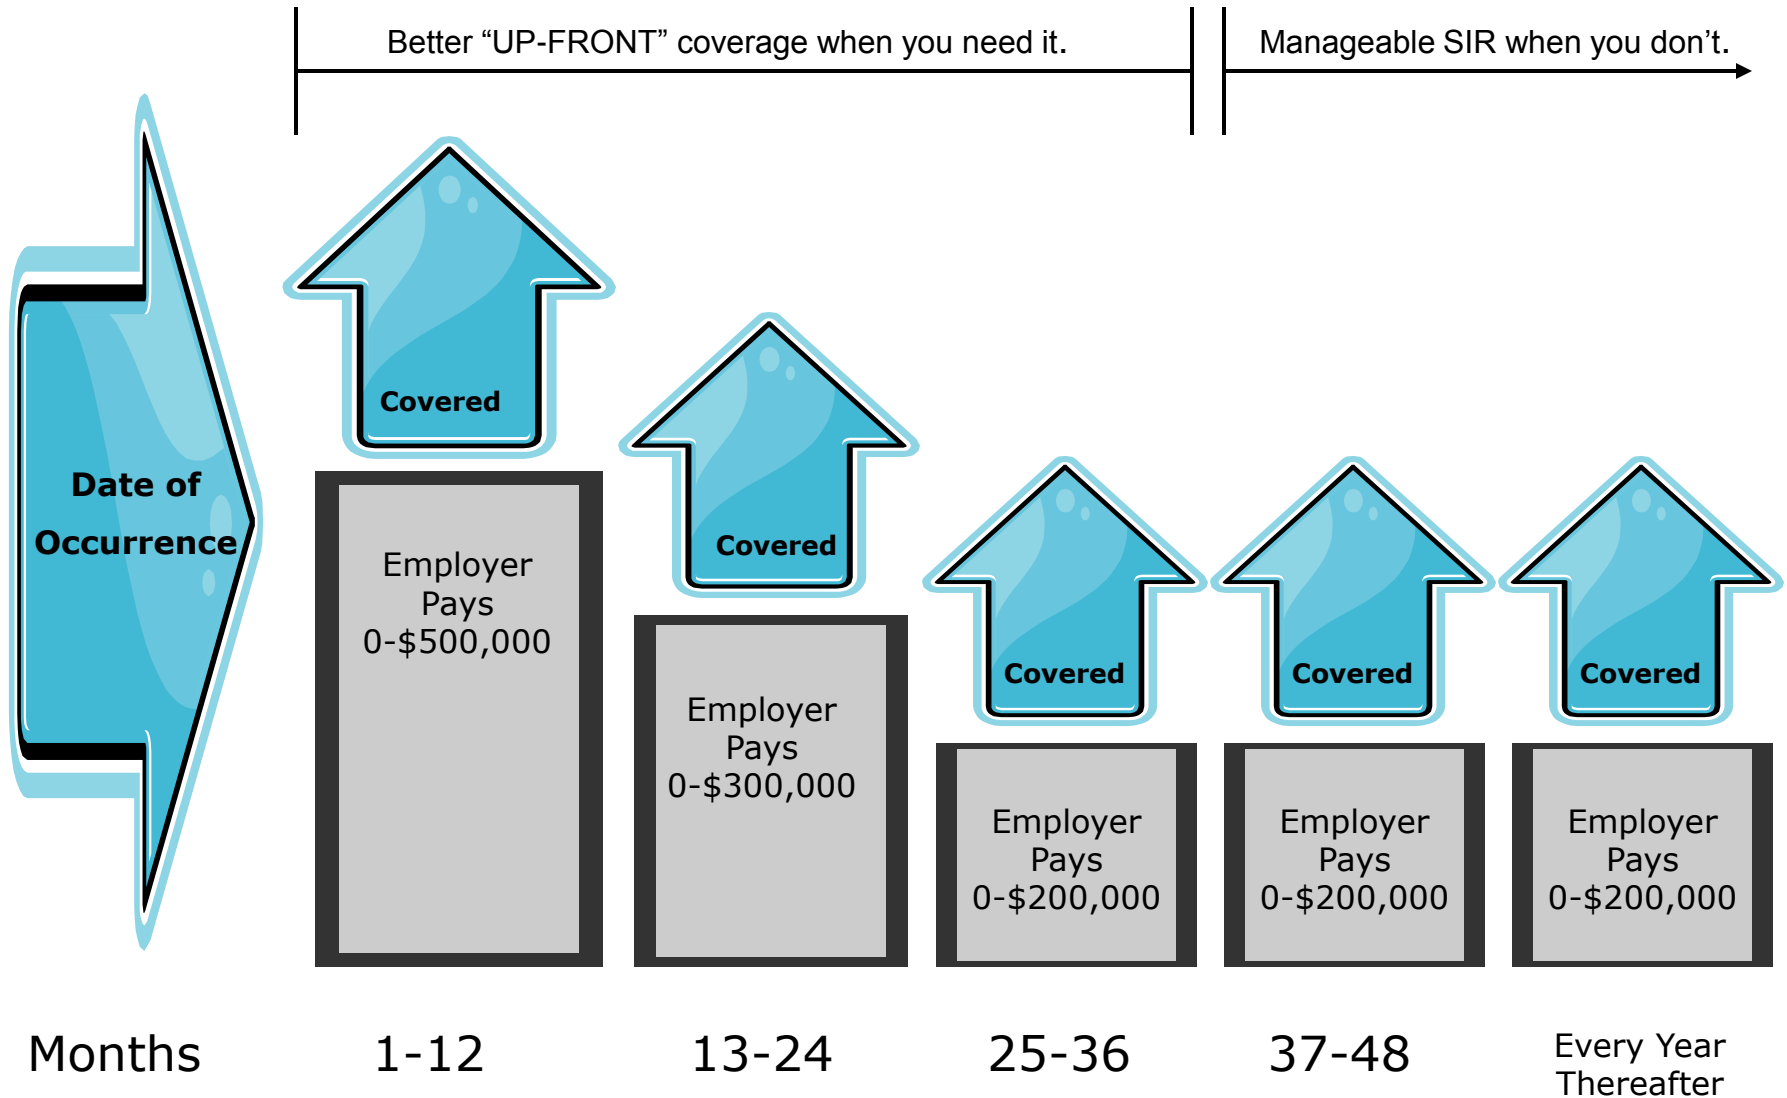 Better “UP-FRONT” coverage when you need it.
Manageable SIR when you don’t.
Date of
Occurrence
Covered
Employer
Pays
0-$500,000
Covered
Employer
Pays
0-$300,000
Covered
Employer
Pays
0-$200,000
Covered
Employer
Pays
0-$200,000
Covered
Employer
Pays
0-$200,000
Months
1-12
13-24
25-36
37-48
Every Year
Thereafter